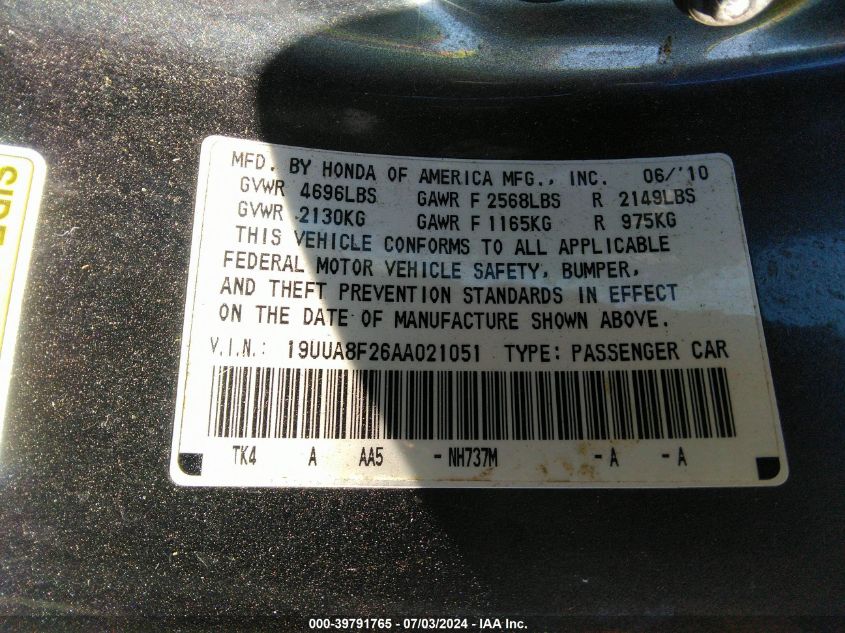 SIDE
MFD. BY HONDA OF AMERICA MFG., INC. 06/'10
GVWR 4696LBS GAWR F 2568LBS R 2149LBS
GVWR 2130KG GAWR F 1165KG R 975KG
THIS VEHICLE CONFORMS TO ALL APPLICABLE
FEDERAL MOTOR VEHICLE SAFETY, BUMPER,
AND THEFT PREVENTION STANDARDS IN EFFECT
ON THE DATE OF MANUFACTURE SHOWN ABOVE.
V.I.N.: 19UUA8F26AA021051 TYPE: PASSENGER CAR
TK4 A AA5 -NH737M -A -A
000-39791765 - 07/03/2024 - IAA Inc.